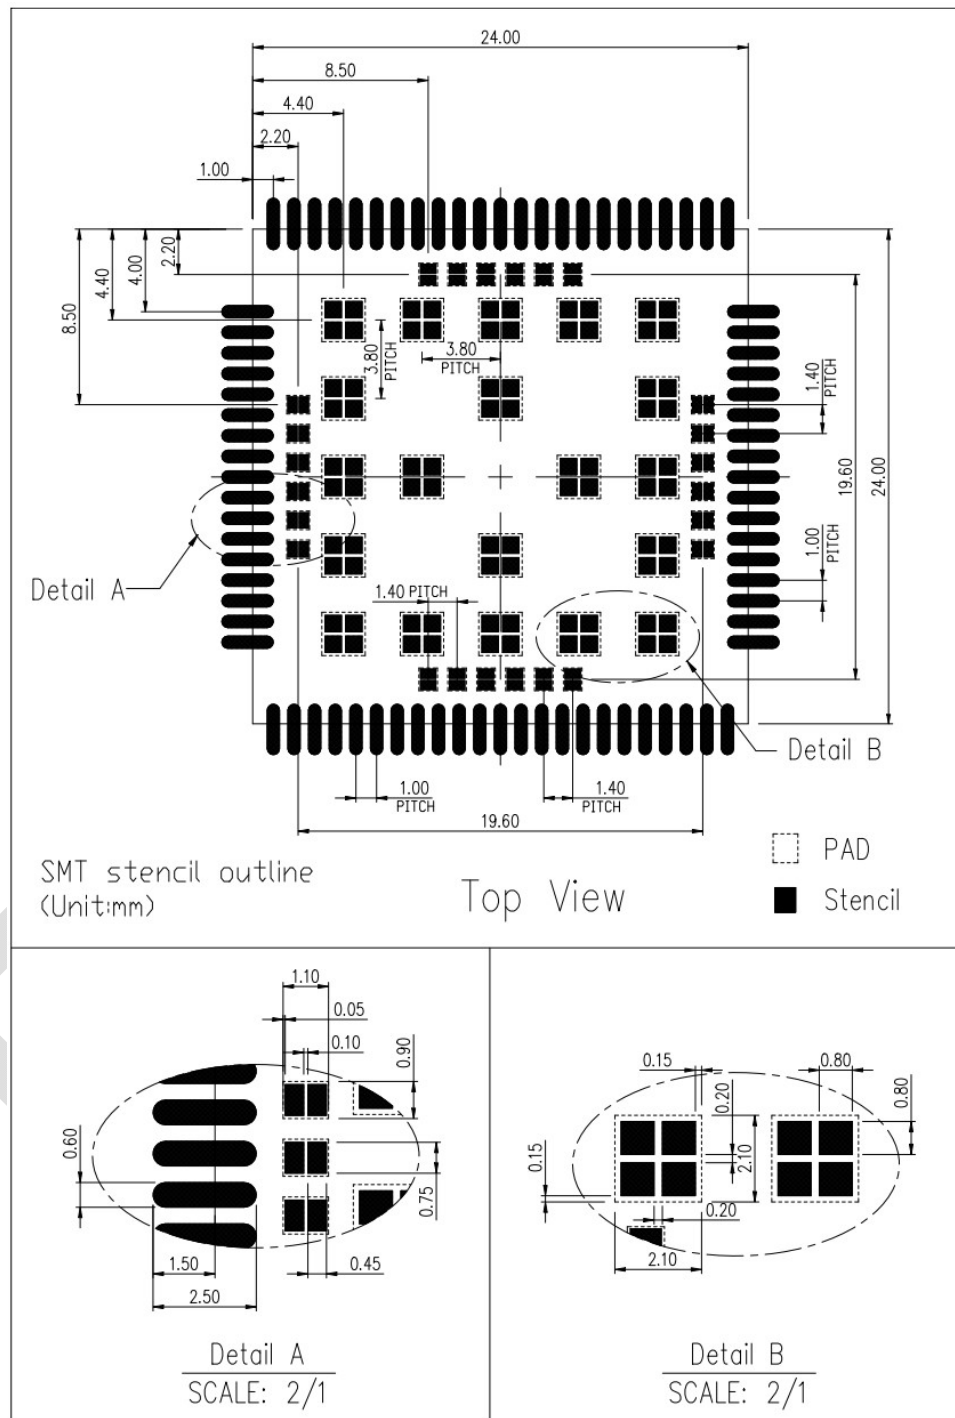 24.00
8.50
4.40
2.20
1.00
2.20
4.00
4.40
8.50
3.80
PITCH
3.80
PITCH
1.40
PITCH
19.60
24.00
1.00
PITCH
Detail A
1.40 PITCH
Detail B
1.00
PITCH
1.40
PITCH
19.60
SMT stencil outline
(Unit:mm)
Top View
PAD
Stencil
1.10
0.05
0.10
0.90
0.60
0.75
0.45
1.50
2.50
Detail A
SCALE: 2/1
0.15
0.80
0.20
0.80
0.15
2.10
0.20
2.10
Detail B
SCALE: 2/1